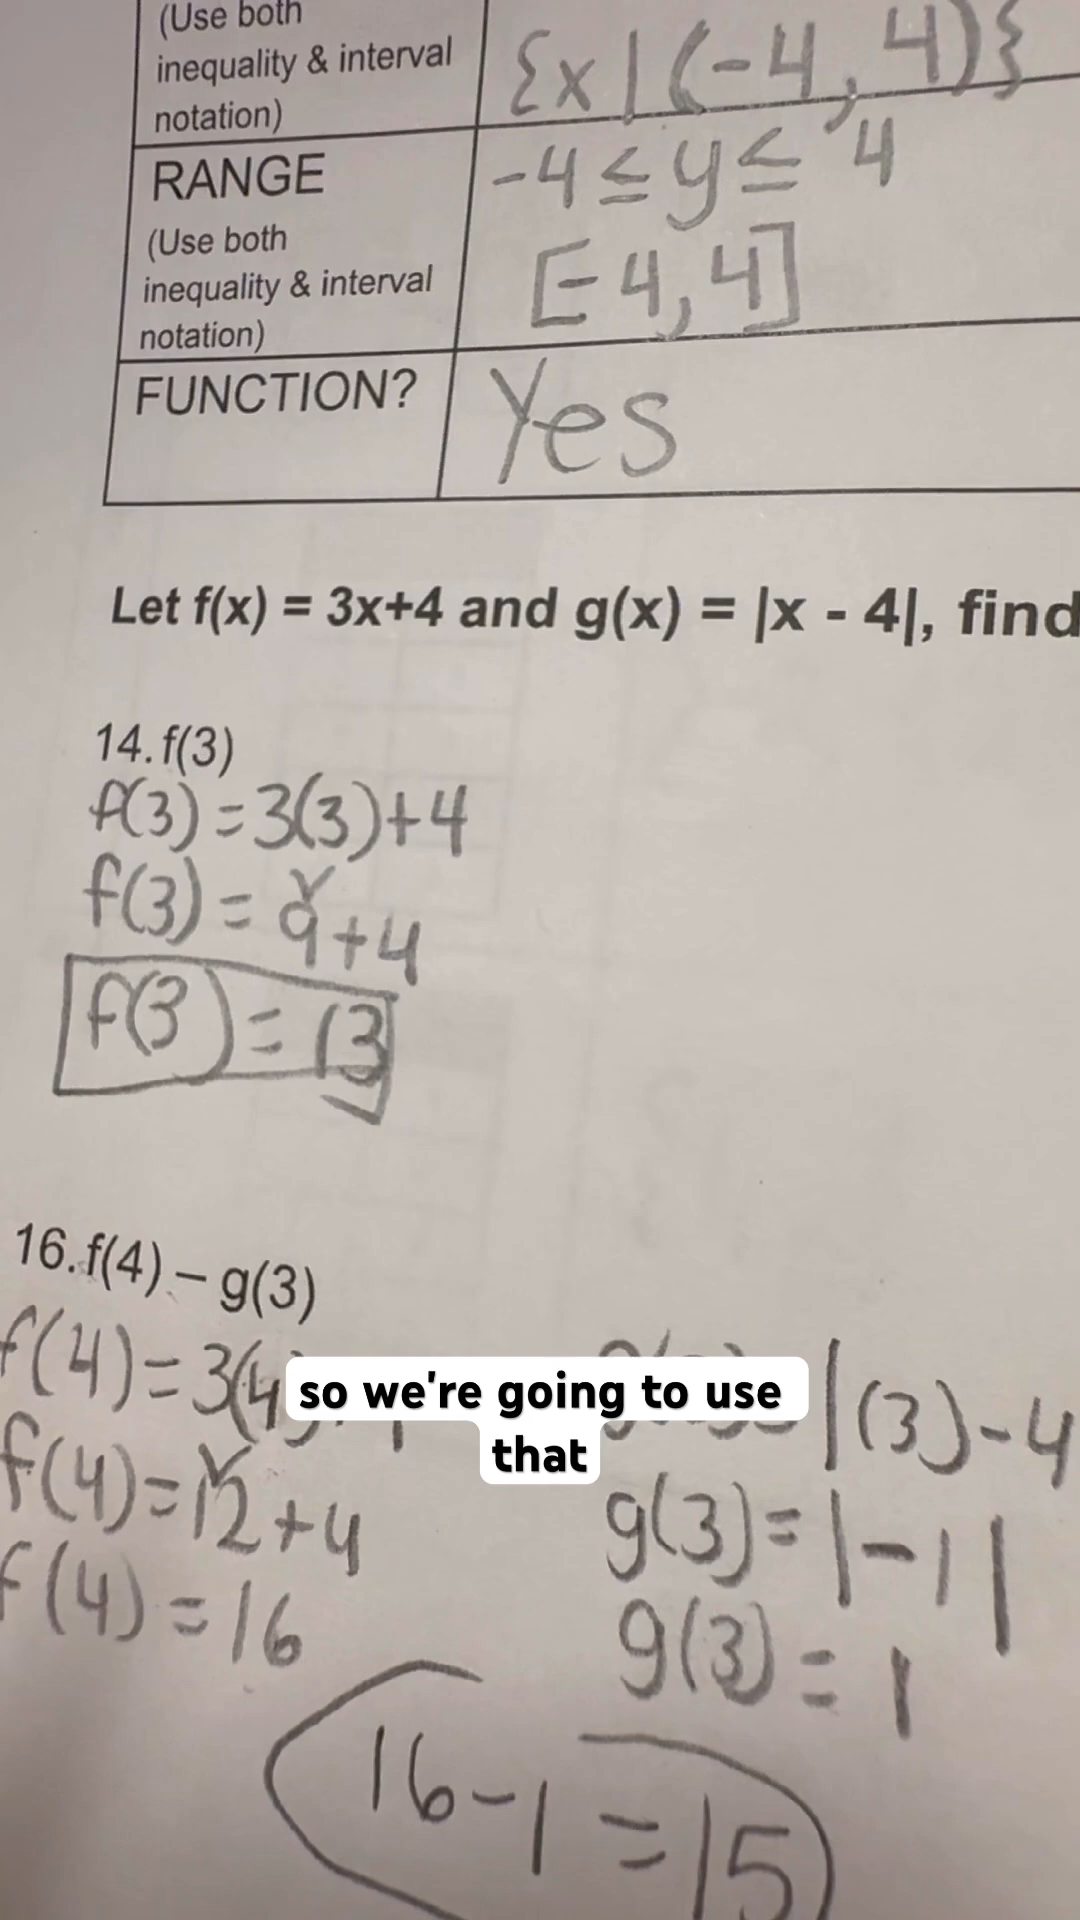 (Use both
inequality & interval
notation)
{x | (-4, 4)}
RANGE
(Use both
inequality & interval
notation)
-4 ≤ y ≤ 4
[-4, 4]
FUNCTION?
Yes
Let f(x) = 3x+4 and g(x) = |x - 4|, find
14. f(3)
f(3) = 3(3)+4
f(3) = 9+4
f(3) = 13
16. f(4) – g(3)
f(4) = 3(4
f(4) = 12 + 4
f(4) = 16
|(3) - 4
g(3) = |-1|
g(3) = 1
so we're going to use
that
16 - 1 = 15